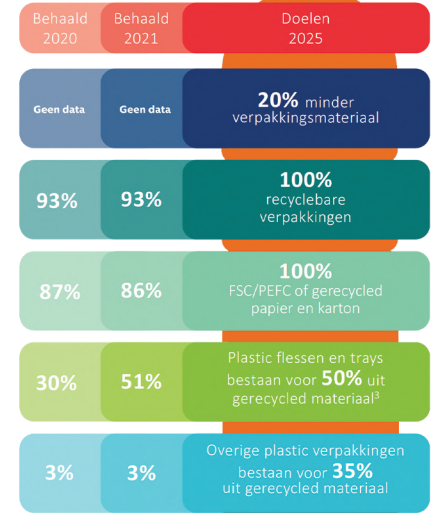 Behaald
2020
Behaald
2021
Doelen
2025
Geen data
Geen data
20% minder
verpakkingsmateriaal
93%
93%
100%
recyclebare
verpakkingen
87%
86%
100%
FSC/PEFC of gerecycled
papier en karton
30%
51%
Plastic flessen en trays
bestaan voor 50% uit
gerecycled materiaal³
3%
3%
Overige plastic verpakkingen
bestaan voor 35%
uit gerecycled materiaal